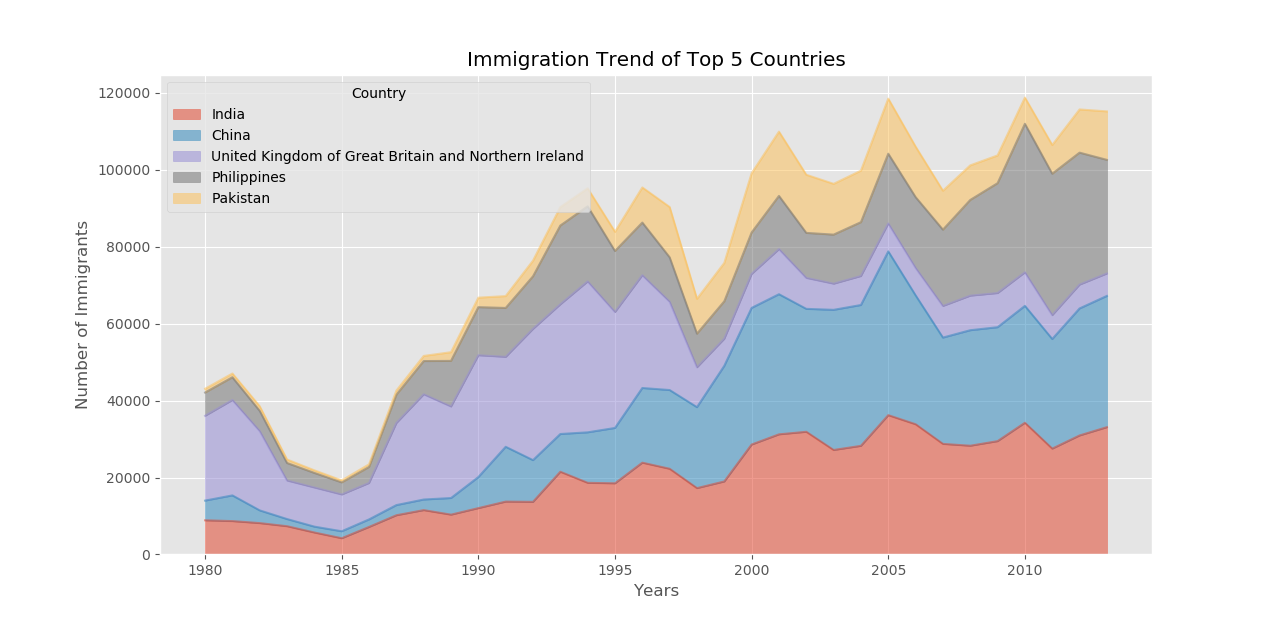 Immigration Trend of Top 5 Countries
Country
India
China
United Kingdom of Great Britain and Northern Ireland
Philippines
Pakistan
120000
100000
80000
60000
40000
20000
0
Number of Immigrants
1980 1985 1990 1995 2000 2005 2010
Years